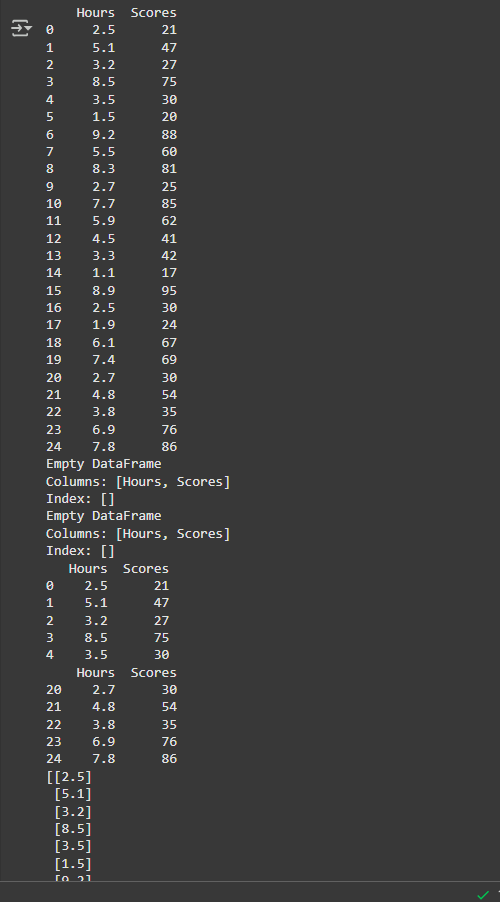 Hours Scores
0 2.5 21
1 5.1 47
2 3.2 27
3 8.5 75
4 3.5 30
5 1.5 20
6 9.2 88
7 5.5 60
8 8.3 81
9 2.7 25
10 7.7 85
11 5.9 62
12 4.5 41
13 3.3 42
14 1.1 17
15 8.9 95
16 2.5 30
17 1.9 24
18 6.1 67
19 7.4 69
20 2.7 30
21 4.8 54
22 3.8 35
23 6.9 76
24 7.8 86
Empty DataFrame
Columns: [Hours, Scores]
Index: []
Empty DataFrame
Columns: [Hours, Scores]
Index: []
Hours Scores
0 2.5 21
1 5.1 47
2 3.2 27
3 8.5 75
4 3.5 30
Hours Scores
20 2.7 30
21 4.8 54
22 3.8 35
23 6.9 76
24 7.8 86
[[2.5]
[5.1]
[3.2]
[8.5]
[3.5]
[1.5]
[9.2]